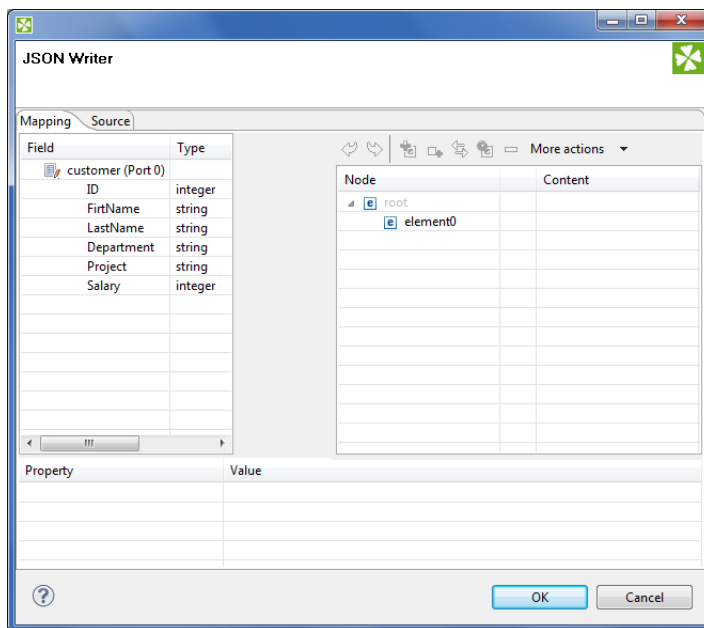 JSON Writer
Mapping Source
Field Type
customer (Port 0)
ID integer
FirtName string
LastName string
Department string
Project string
Salary integer
More actions
Node Content
e root
e element0
Property Value
? OK Cancel